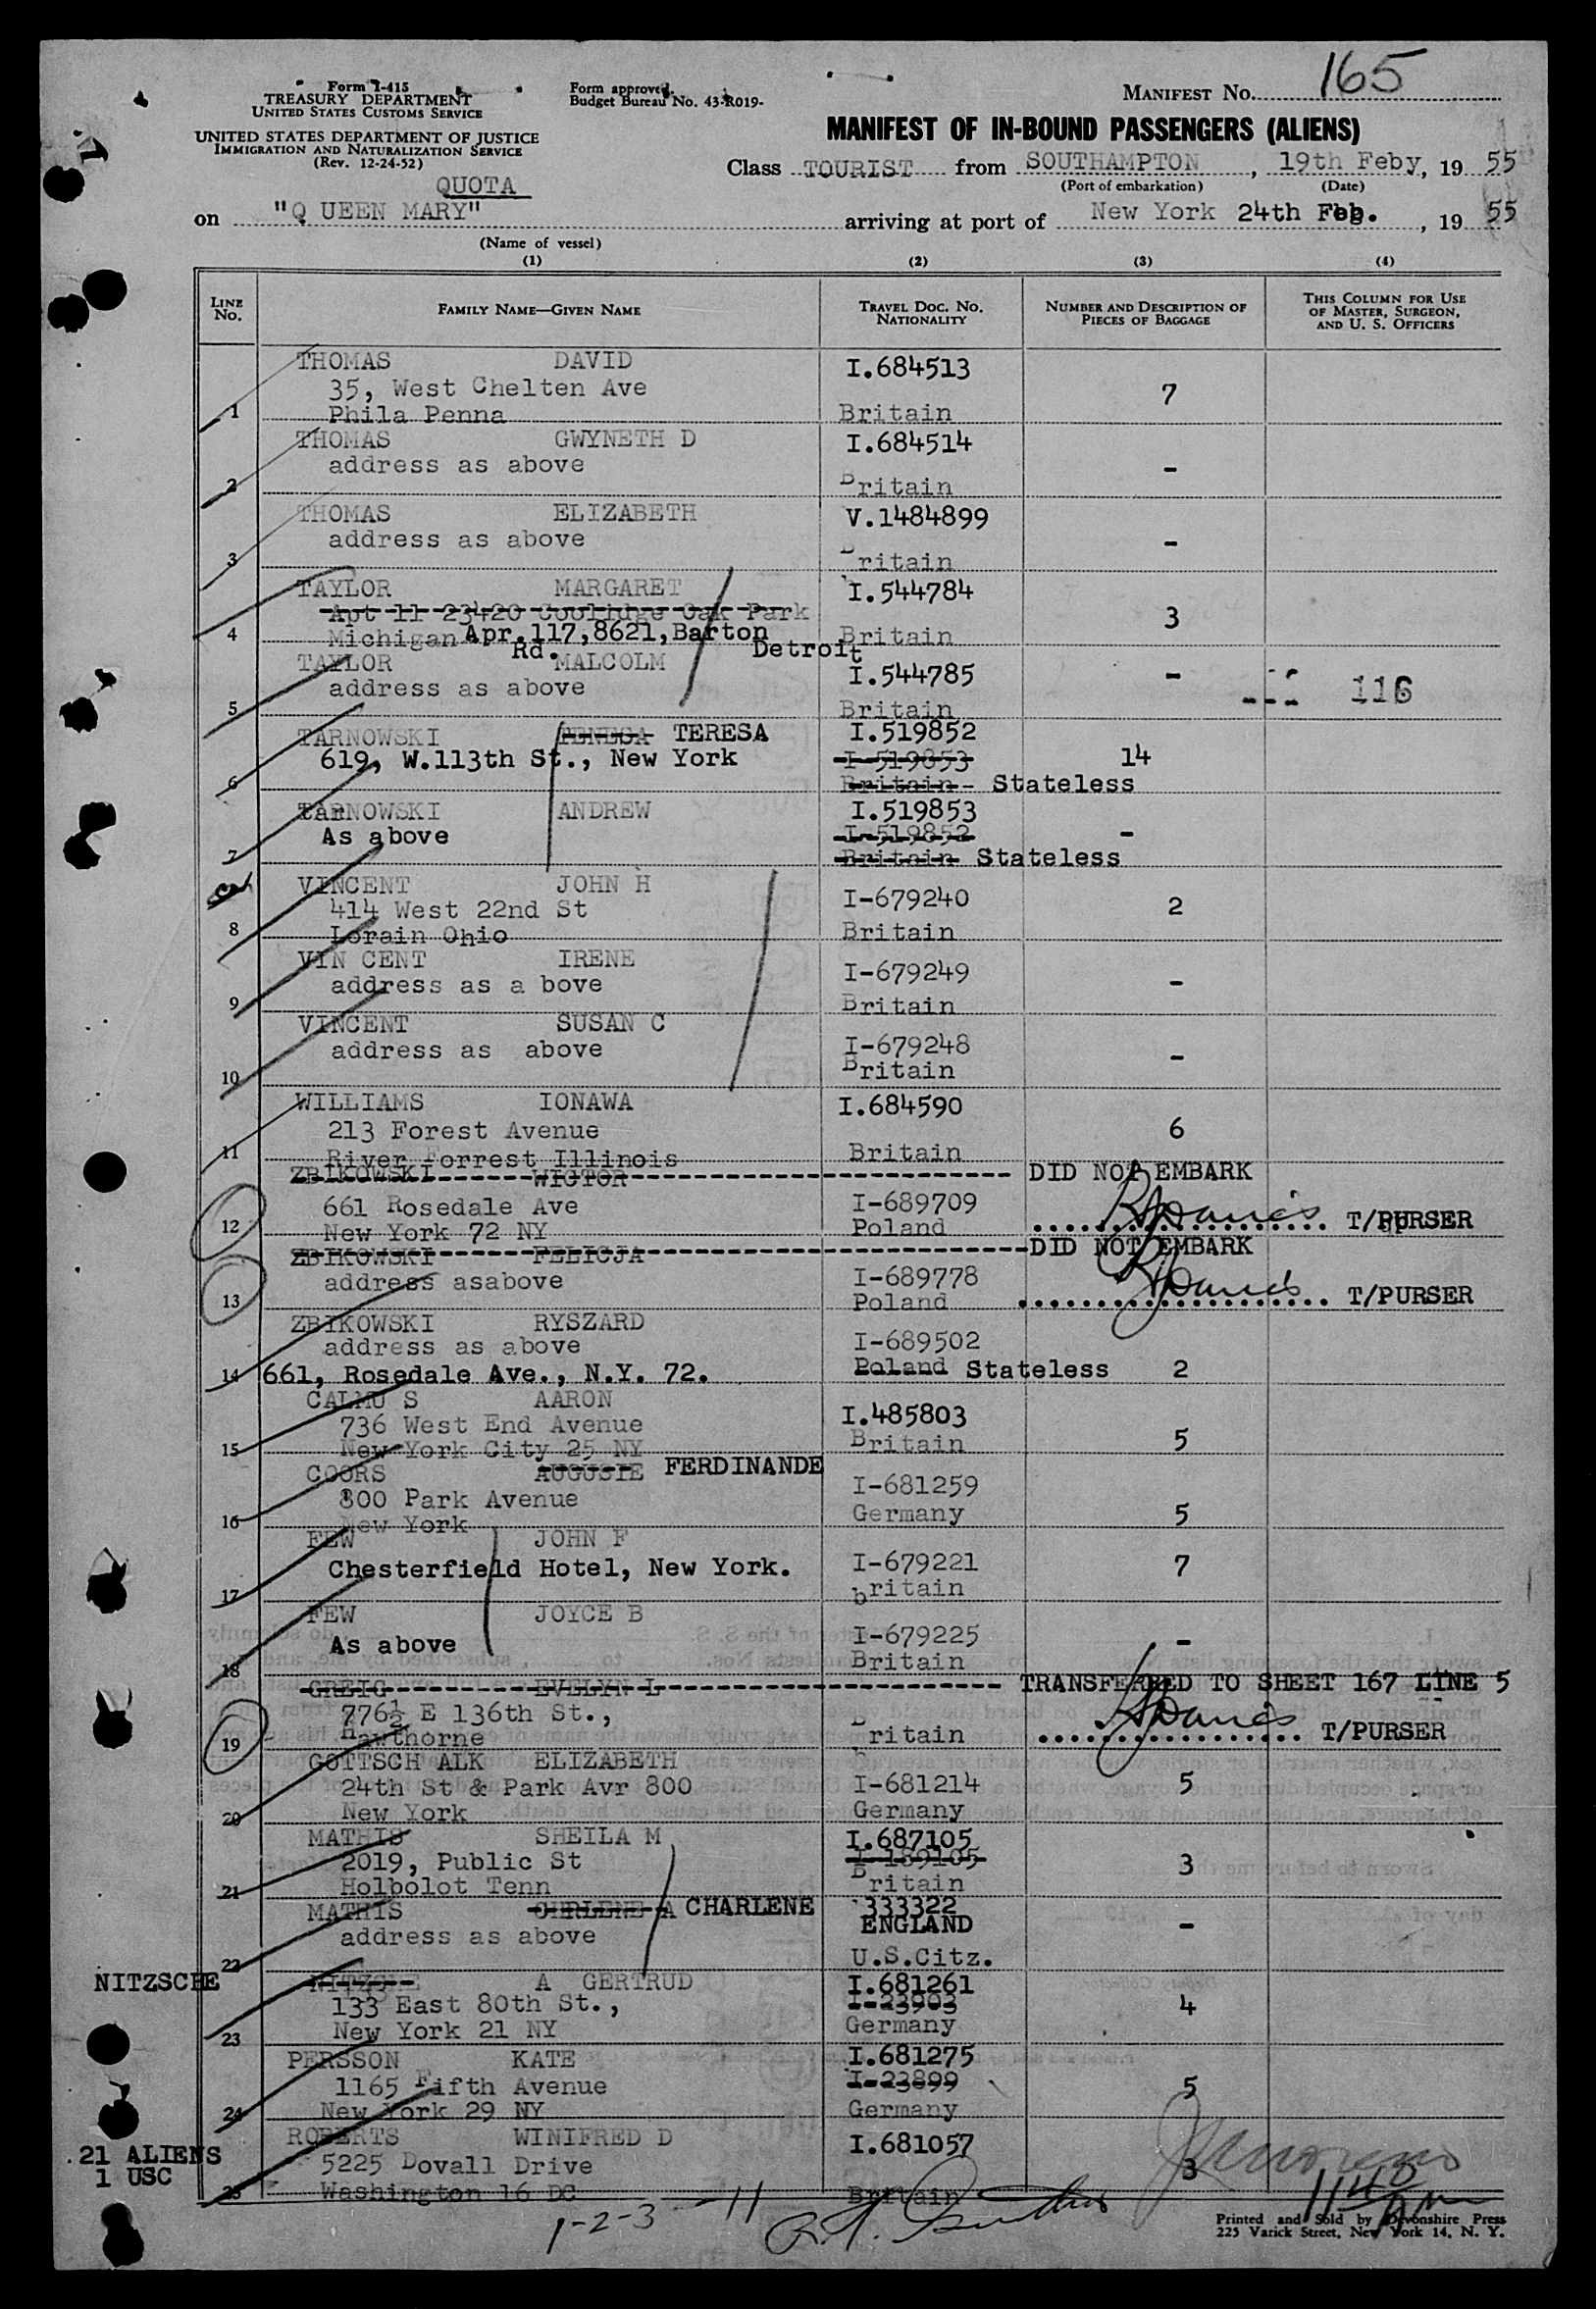 Form I-415
TREASURY DEPARTMENT
UNITED STATES CUSTOMS SERVICE
UNITED STATES DEPARTMENT OF JUSTICE
IMMIGRATION AND NATURALIZATION SERVICE
(Rev. 12-24-52)
Form approved.
Budget Bureau No. 43-R019-
MANIFEST NO. 165
MANIFEST OF IN-BOUND PASSENGERS (ALIENS)
Class TOURIST from SOUTHAMPTON, 19th Feby, 19 55
(Port of embarkation) (Date)
QUOTA
on "Q UEEN MARY" arriving at port of New York 24th Feb., 19 55
(Name of vessel)
(1) (2) (3) (4)
LINE No.
FAMILY NAME—GIVEN NAME
TRAVEL DOC. NO. NATIONALITY
NUMBER AND DESCRIPTION OF PIECES OF BAGGAGE
THIS COLUMN FOR USE OF MASTER, SURGEON, AND U. S. OFFICERS
THOMAS DAVID I.684513
35, West Chelten Ave 7
1 Phila Penna Britain
THOMAS GWYNETH D I.684514
address as above -
2 Britain
THOMAS ELIZABETH V.1484899
address as above -
3 Britain
TAYLOR MARGARET I.544784
Apt 11 23420 Coolidge Oak Park 3
4 Michigan Apr.117,8621,Barton Britain
Rd. Detroit
TAYLOR MALCOLM I.544785 -
address as above 116
5 Britain
TARNOWSKI TERESA I.519852
619, W.113th St., New York I-519853 14
6 Britain - Stateless
TARNOWSKI ANDREW I.519853
As above I-519852 -
7 Britain Stateless
VINCENT JOHN H I-679240
414 West 22nd St 2
8 Lorain Ohio Britain
VIN CENT IRENE I-679249
address as a bove -
9 Britain
VINCENT SUSAN C I-679248
address as above -
10 Britain
WILLIAMS IONAWA I.684590
213 Forest Avenue 6
11 River Forrest Illinois Britain
ZBIKOWSKI WICTOR DID NOT EMBARK
661 Rosedale Ave I-689709
12 New York 72 NY Poland T/PURSER
ZBIKOWSKI FELICJA DID NOT EMBARK
address asabove I-689778
13 Poland T/PURSER
ZBIKOWSKI RYSZARD I-689502
address as above
14 661, Rosedale Ave., N.Y. 72. Poland Stateless 2
CALMU S AARON I.485803
736 West End Avenue
15 New York City 25 NY Britain 5
COORS AUGUSTE FERDINANDE I-681259
800 Park Avenue
16 New York Germany 5
FEW JOHN F I-679221
Chesterfield Hotel, New York. 7
17 britain
FEW JOYCE B I-679225
As above -
18 Britain
GREIG EVELYN L TRANSFERRED TO SHEET 167 LINE 5
776½ E 136th St.,
19 Hawthorne Britain T/PURSER
GOTTSCH ALK ELIZABETH
24th St & Park Avr 800 I-681214 5
20 New York Germany
MATHIS SHEILA M I.687105
2019, Public St I-189105 3
21 Holbolot Tenn Britain
MATHIS CHARLENE 333322
ENGLAND
address as above -
22 U.S.Citz.
NITZSCHE A GERTRUD I.681261
133 East 80th St., I-23903 4
23 New York 21 NY Germany
PERSSON KATE I.681275
1165 Fifth Avenue I-23899 5
24 New York 29 NY Germany
ROBERTS WINIFRED D I.681057
5225 Dovall Drive 3
25 Washington 16 DC Britain
21 ALIENS
1 USC
1-2-3 -11
1140
Printed and Sold by Devonshire Press
225 Varick Street, New York 14, N. Y.